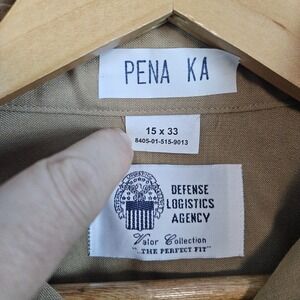 PENA KA
15 x 33
8405-01-515-9013
DEFENSE
LOGISTICS
AGENCY
Valor Collection
"...THE PERFECT FIT"